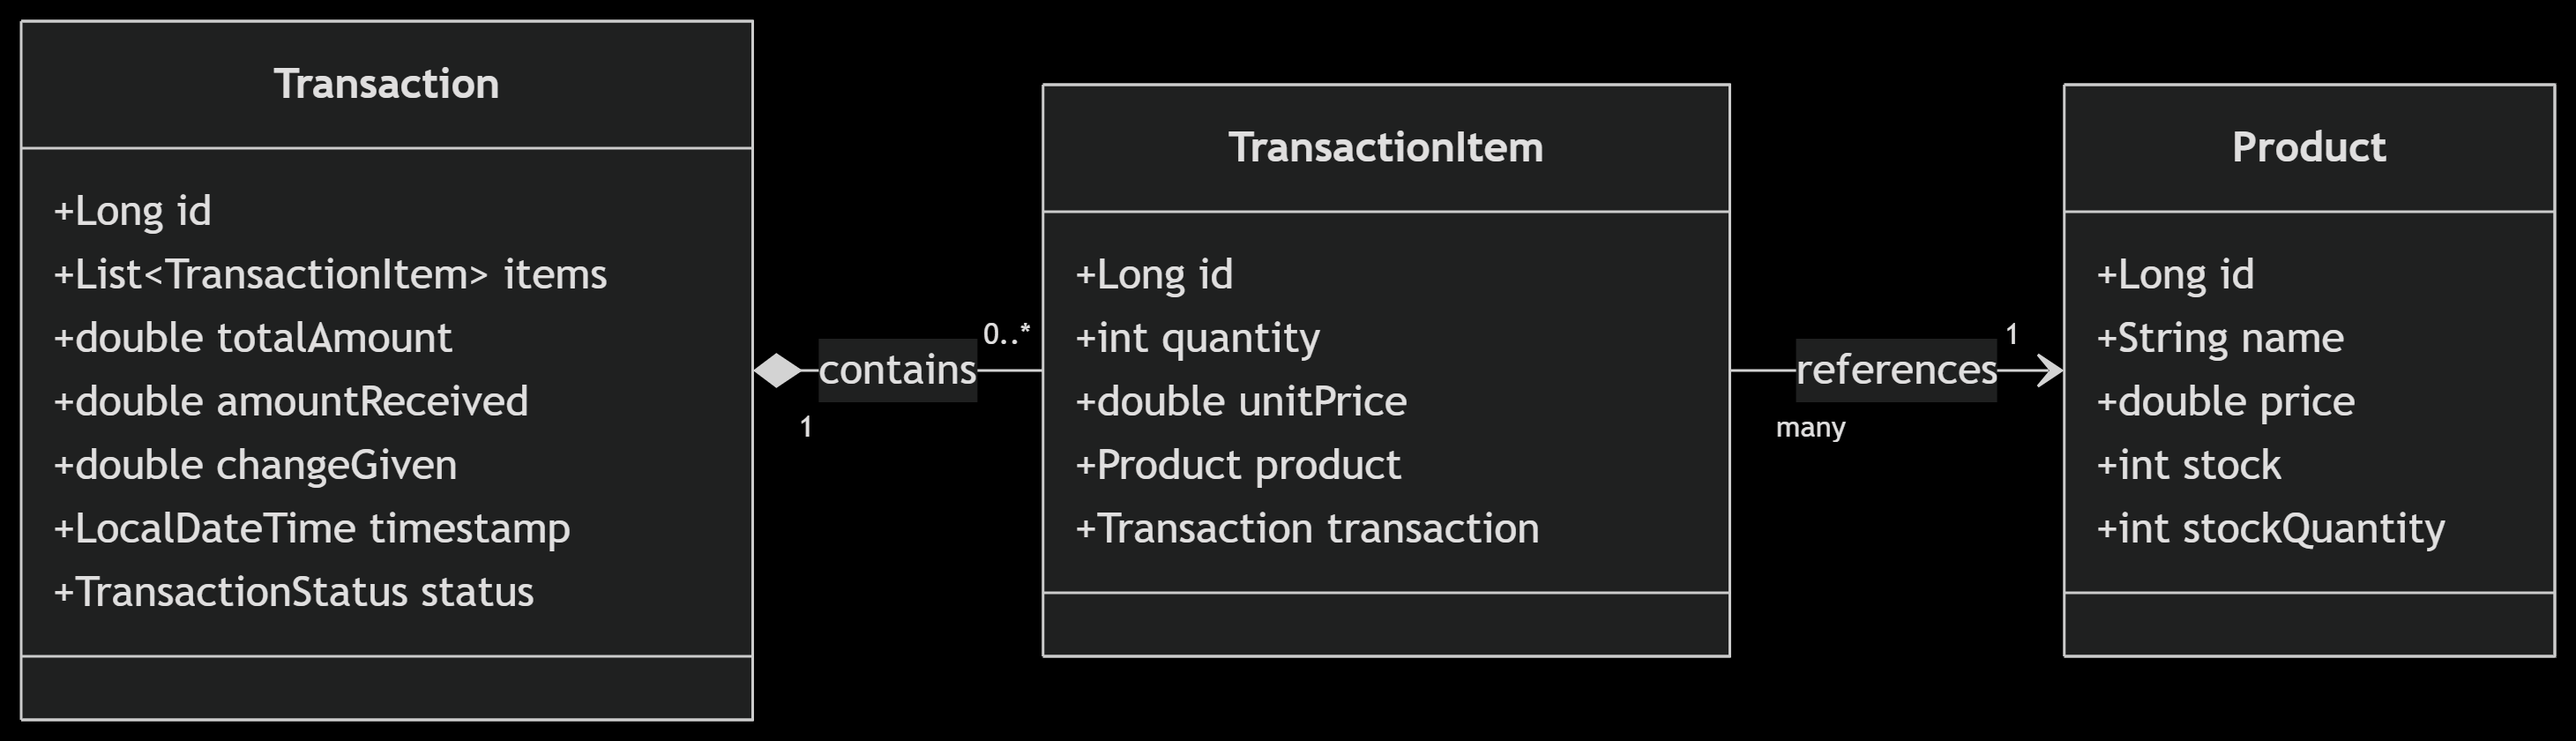 Transaction
+Long id
+List<TransactionItem> items
+double totalAmount
+double amountReceived
+double changeGiven
+LocalDateTime timestamp
+TransactionStatus status
contains
0..*
1
TransactionItem
+Long id
+int quantity
+double unitPrice
+Product product
+Transaction transaction
references
1
many
Product
+Long id
+String name
+double price
+int stock
+int stockQuantity